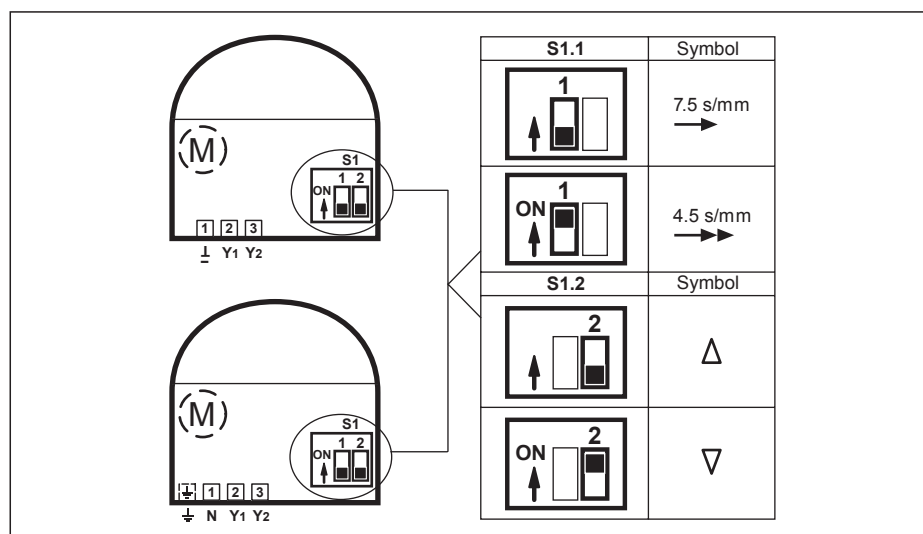 S1.1 Symbol
1
7.5 s/mm
1
ON
4.5 s/mm
S1.2 Symbol
2
2
ON
M
S1
1 2
ON
1 2 3
Y1 Y2
M
S1
1 2
ON
1 2 3
N Y1 Y2